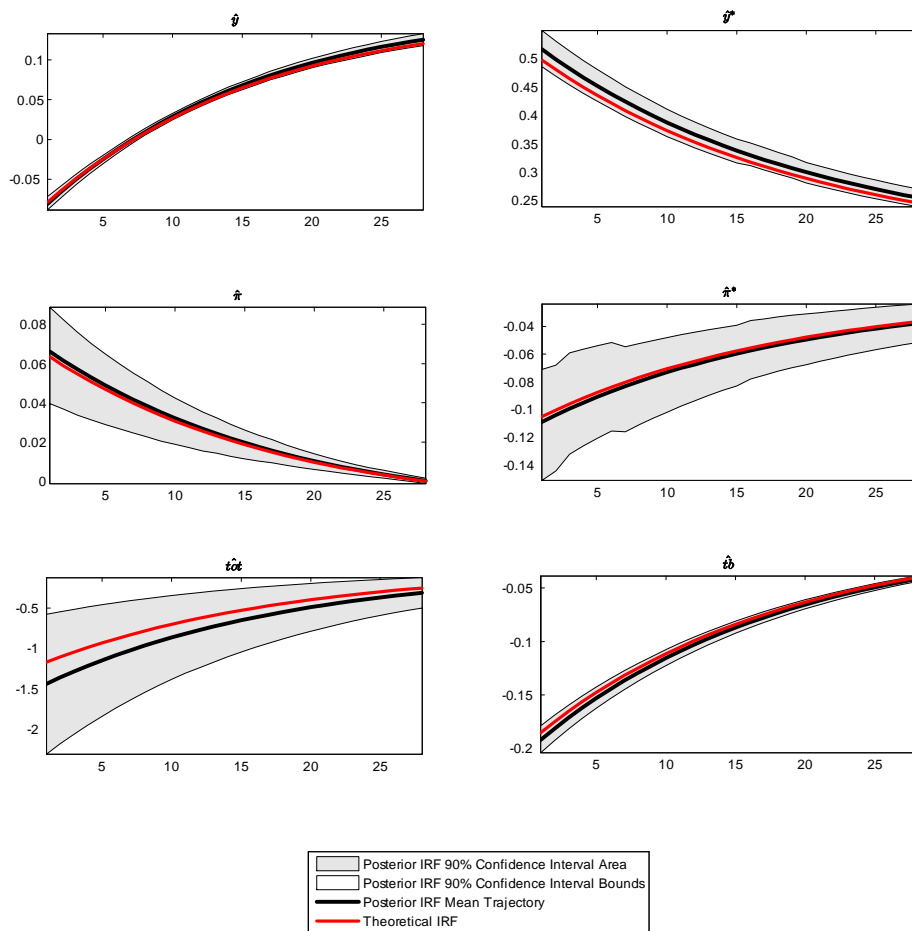 ŷ
0.1
0.05
0
-0.05
5 10 15 20 25
ŷ*
0.5
0.45
0.4
0.35
0.3
0.25
5 10 15 20 25
π̂
0.08
0.06
0.04
0.02
0
5 10 15 20 25
π̂*
-0.04
-0.06
-0.08
-0.1
-0.12
-0.14
5 10 15 20 25
tôt
-0.5
-1
-1.5
-2
5 10 15 20 25
t̂b
-0.05
-0.1
-0.15
-0.2
5 10 15 20 25
Posterior IRF 90% Confidence Interval Area
Posterior IRF 90% Confidence Interval Bounds
Posterior IRF Mean Trajectory
Theoretical IRF